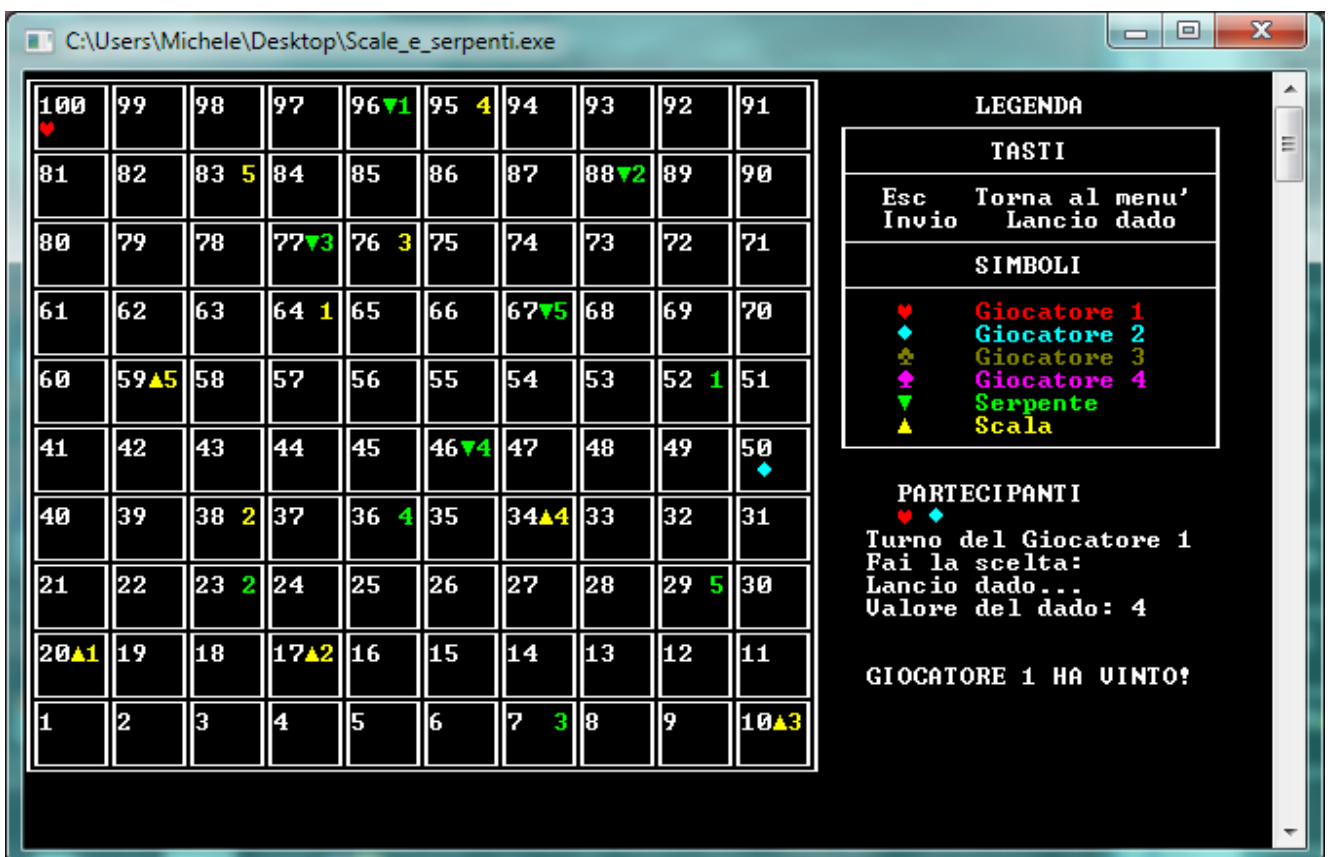 C:\Users\Michele\Desktop\Scale_e_serpenti.exe
100 99 98 97 96▼1 95 4 94 93 92 91
♥
81 82 83 5 84 85 86 87 88▼2 89 90
80 79 78 77▼3 76 3 75 74 73 72 71
61 62 63 64 1 65 66 67▼5 68 69 70
60 59▲5 58 57 56 55 54 53 52 1 51
41 42 43 44 45 46▼4 47 48 49 50
♦
40 39 38 2 37 36 4 35 34▲4 33 32 31
21 22 23 2 24 25 26 27 28 29 5 30
20▲1 19 18 17▲2 16 15 14 13 12 11
1 2 3 4 5 6 7 3 8 9 10▲3
LEGENDA
TASTI
Esc Torna al menu'
Invio Lancio dado
SIMBOLI
♥ Giocatore 1
♦ Giocatore 2
♣ Giocatore 3
♠ Giocatore 4
▼ Serpente
▲ Scala
PARTECIPANTI
♥ ♦
Turno del Giocatore 1
Fai la scelta:
Lancio dado...
Valore del dado: 4
GIOCATORE 1 HA VINTO!